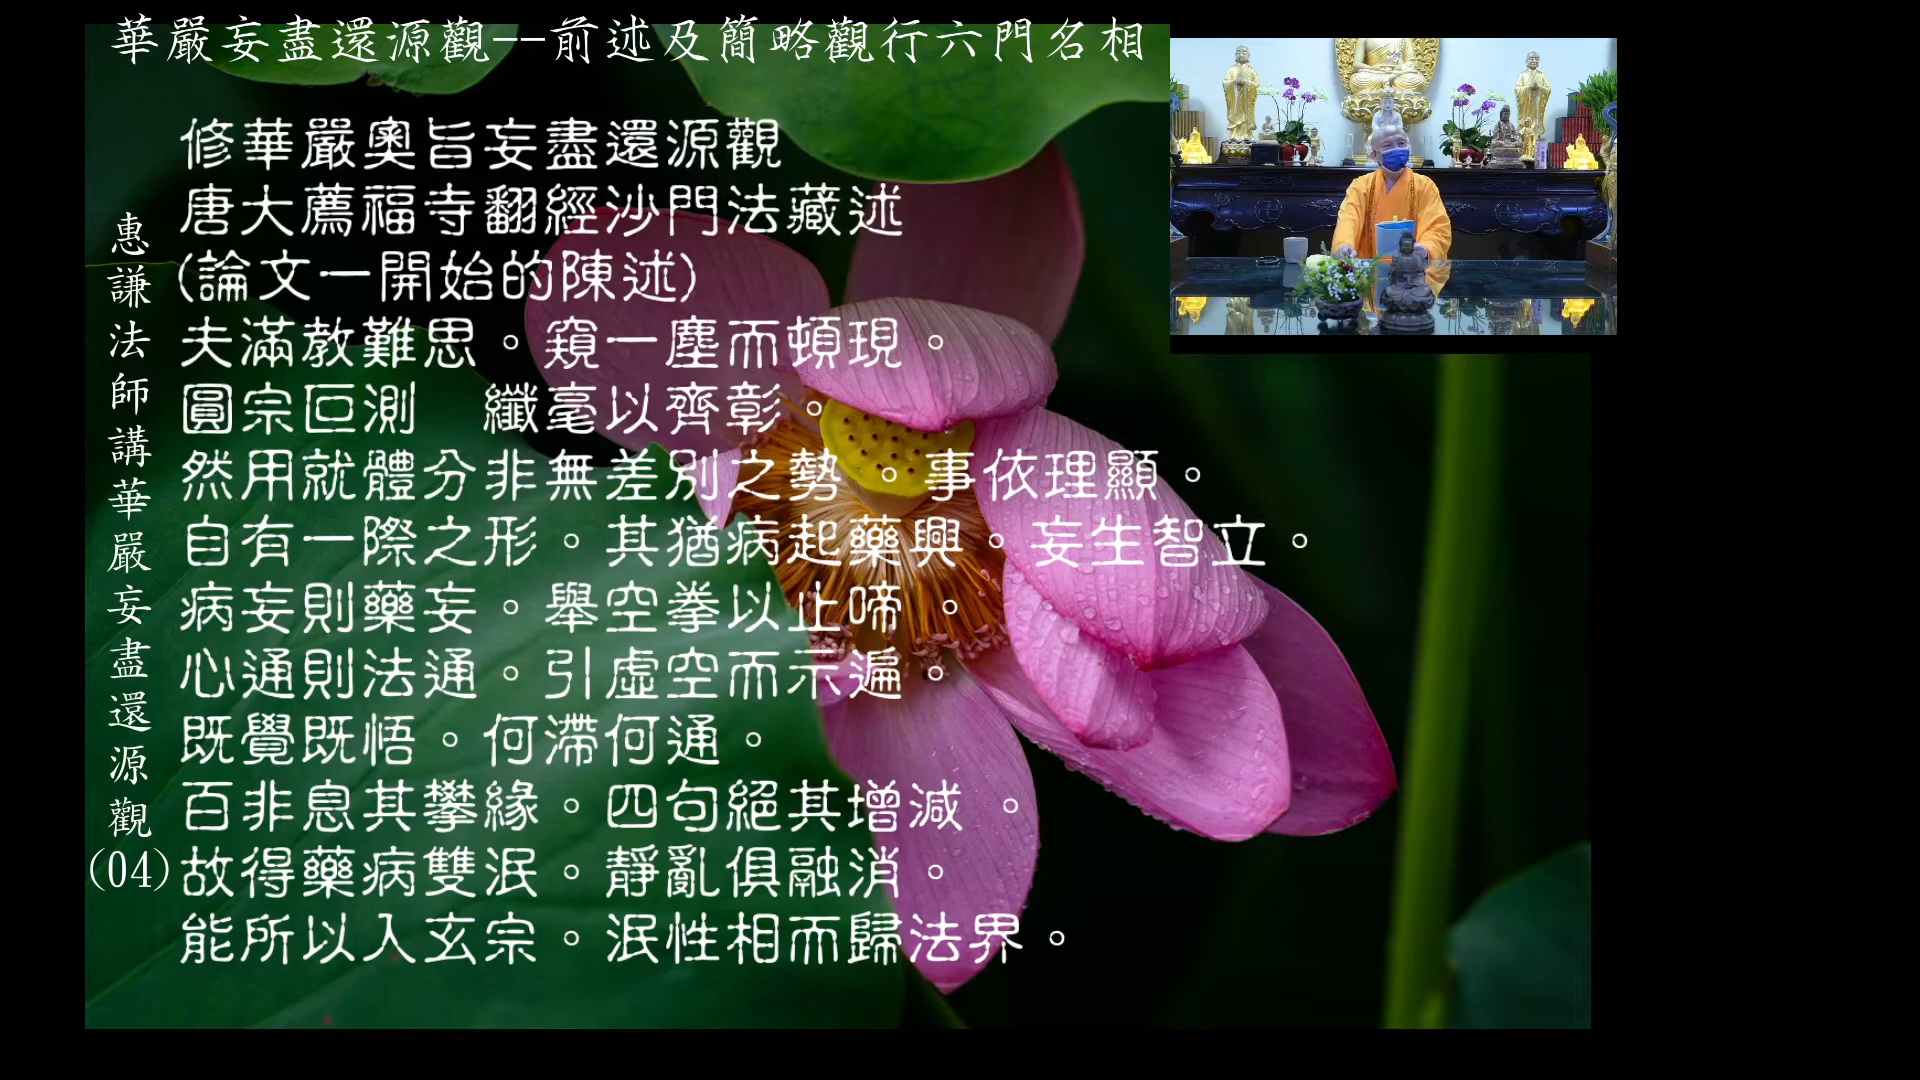 華嚴妄盡還源觀--前述及簡略觀行六門名相
修華嚴奧旨妄盡還源觀
唐大薦福寺翻經沙門法藏述
(論文一開始的陳述)
夫滿教難思。窺一塵而頓現。
圓宗叵測　纖毫以齊彰。
然用就體分非無差別之勢 。事依理顯。
自有一際之形。其猶病起藥興。妄生智立。
病妄則藥妄。舉空拳以止啼 。
心通則法通。引虛空而示遍。
既覺既悟。何滯何通。
百非息其攀緣。四句絕其增減 。
故得藥病雙泯。靜亂俱融消。
能所以入玄宗。泯性相而歸法界。
惠謙法師講華嚴妄盡還源觀(04)